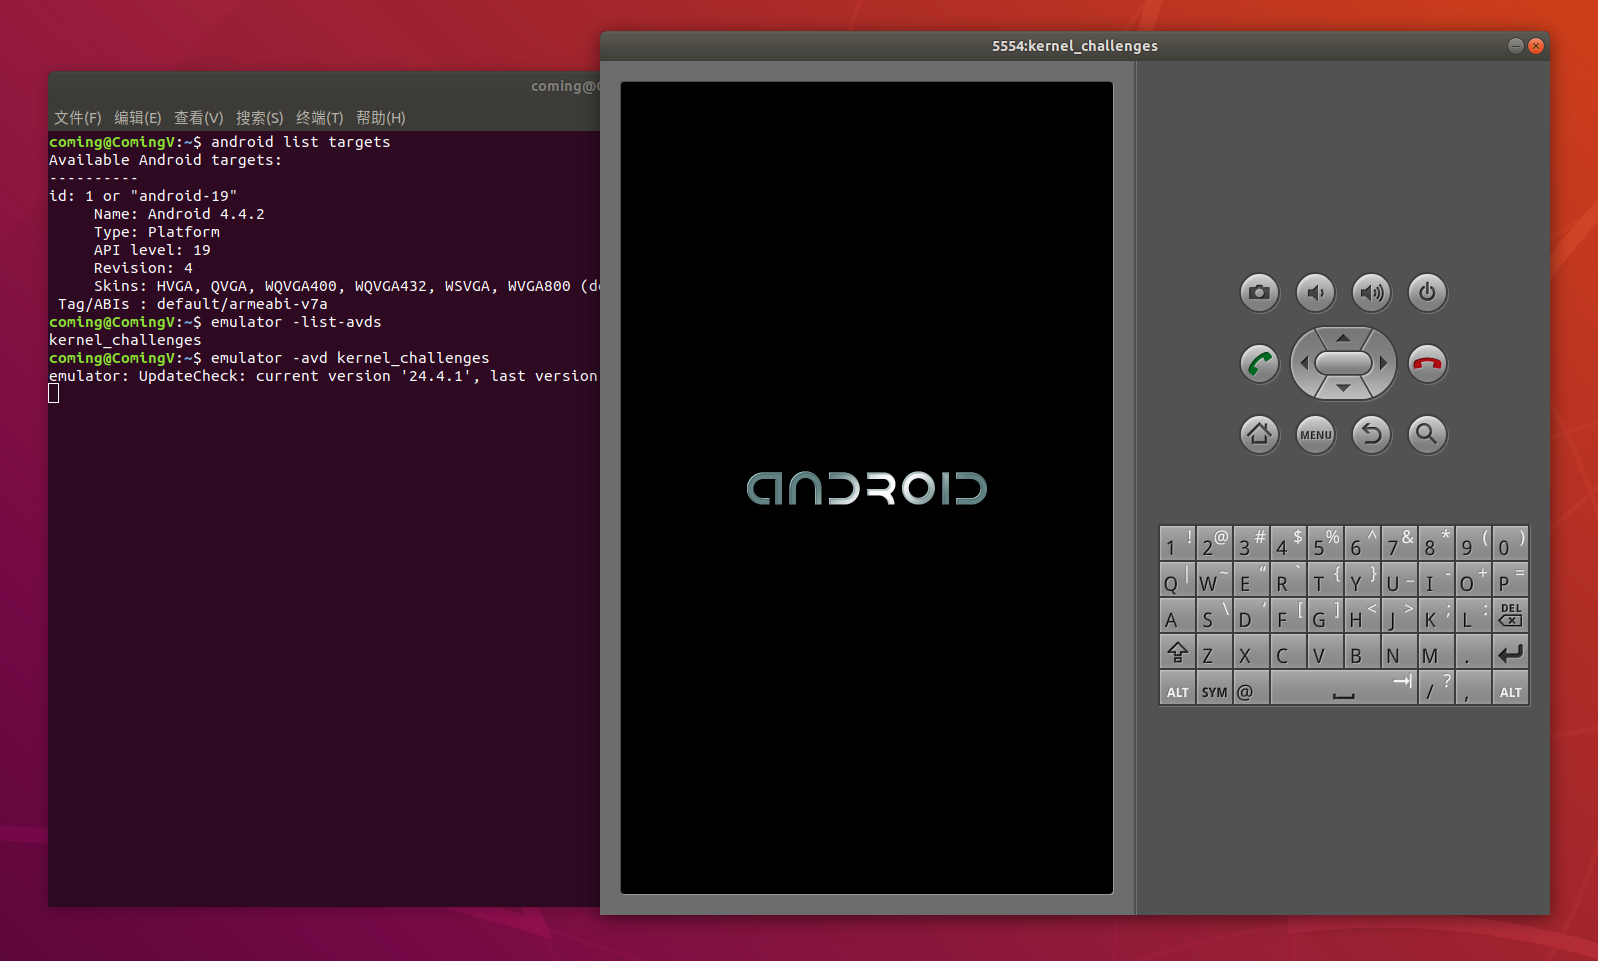 coming@C
文件(F) 编辑(E) 查看(V) 搜索(S) 终端(T) 帮助(H)
coming@ComingV:~$ android list targets
Available Android targets:
----------
id: 1 or "android-19"
     Name: Android 4.4.2
     Type: Platform
     API level: 19
     Revision: 4
     Skins: HVGA, QVGA, WQVGA400, WQVGA432, WSVGA, WVGA800 (de
 Tag/ABIs : default/armeabi-v7a
coming@ComingV:~$ emulator -list-avds
kernel_challenges
coming@ComingV:~$ emulator -avd kernel_challenges
emulator: UpdateCheck: current version '24.4.1', last version
5554:kernel_challenges
ANDROID
MENU
1 ! 2 @ 3 # 4 $ 5 % 6 ^ 7 & 8 * 9 ( 0 )
Q | W ~ E “ R ` T { Y } U _ I - O + P =
A S \ D ‘ F [ G ] H < J > K ; L : DEL
Z X C V B N M .
ALT SYM @ / ? , ALT